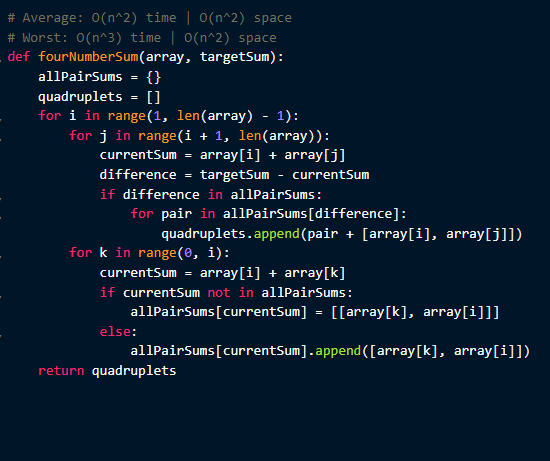 # Average: O(n^2) time | O(n^2) space
# Worst: O(n^3) time | O(n^2) space
def fourNumberSum(array, targetSum):
    allPairSums = {}
    quadruplets = []
    for i in range(1, len(array) - 1):
        for j in range(i + 1, len(array)):
            currentSum = array[i] + array[j]
            difference = targetSum - currentSum
            if difference in allPairSums:
                for pair in allPairSums[difference]:
                    quadruplets.append(pair + [array[i], array[j]])
        for k in range(0, i):
            currentSum = array[i] + array[k]
            if currentSum not in allPairSums:
                allPairSums[currentSum] = [[array[k], array[i]]]
            else:
                allPairSums[currentSum].append([array[k], array[i]])
    return quadruplets